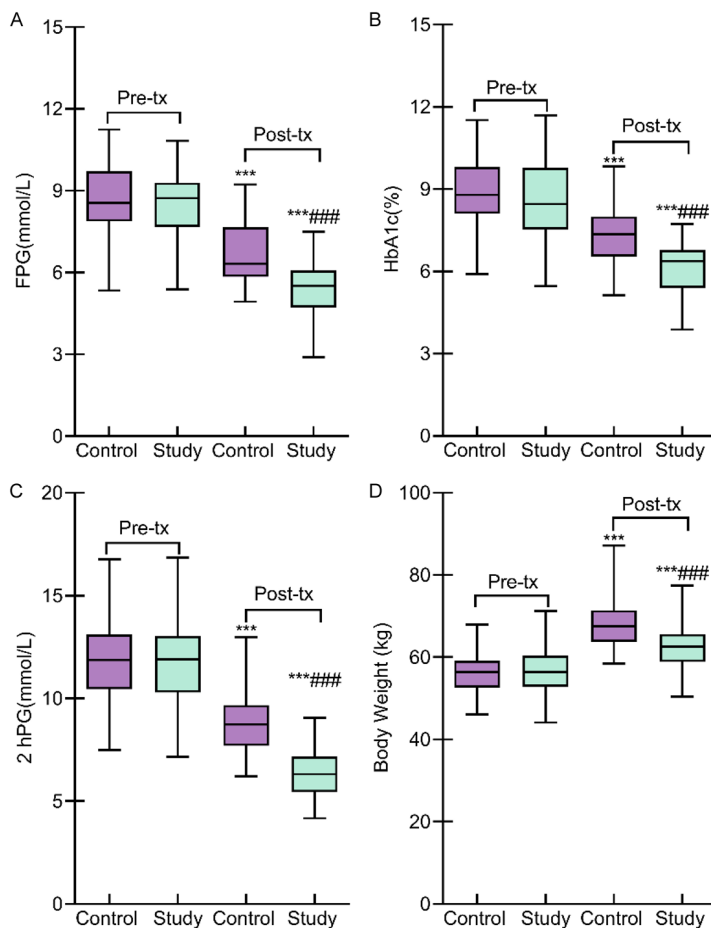 A
15
12
9
6
3
0
FPG(mmol/L)
Pre-tx
Post-tx
***
***###
Control Study Control Study
B
15
12
9
6
3
0
HbA1c(%)
Pre-tx
Post-tx
***
***###
Control Study Control Study
C
20
15
10
5
0
2 hPG(mmol/L)
Pre-tx
Post-tx
***
***###
Control Study Control Study
D
100
80
60
40
20
0
Body Weight (kg)
Pre-tx
Post-tx
***
***###
Control Study Control Study